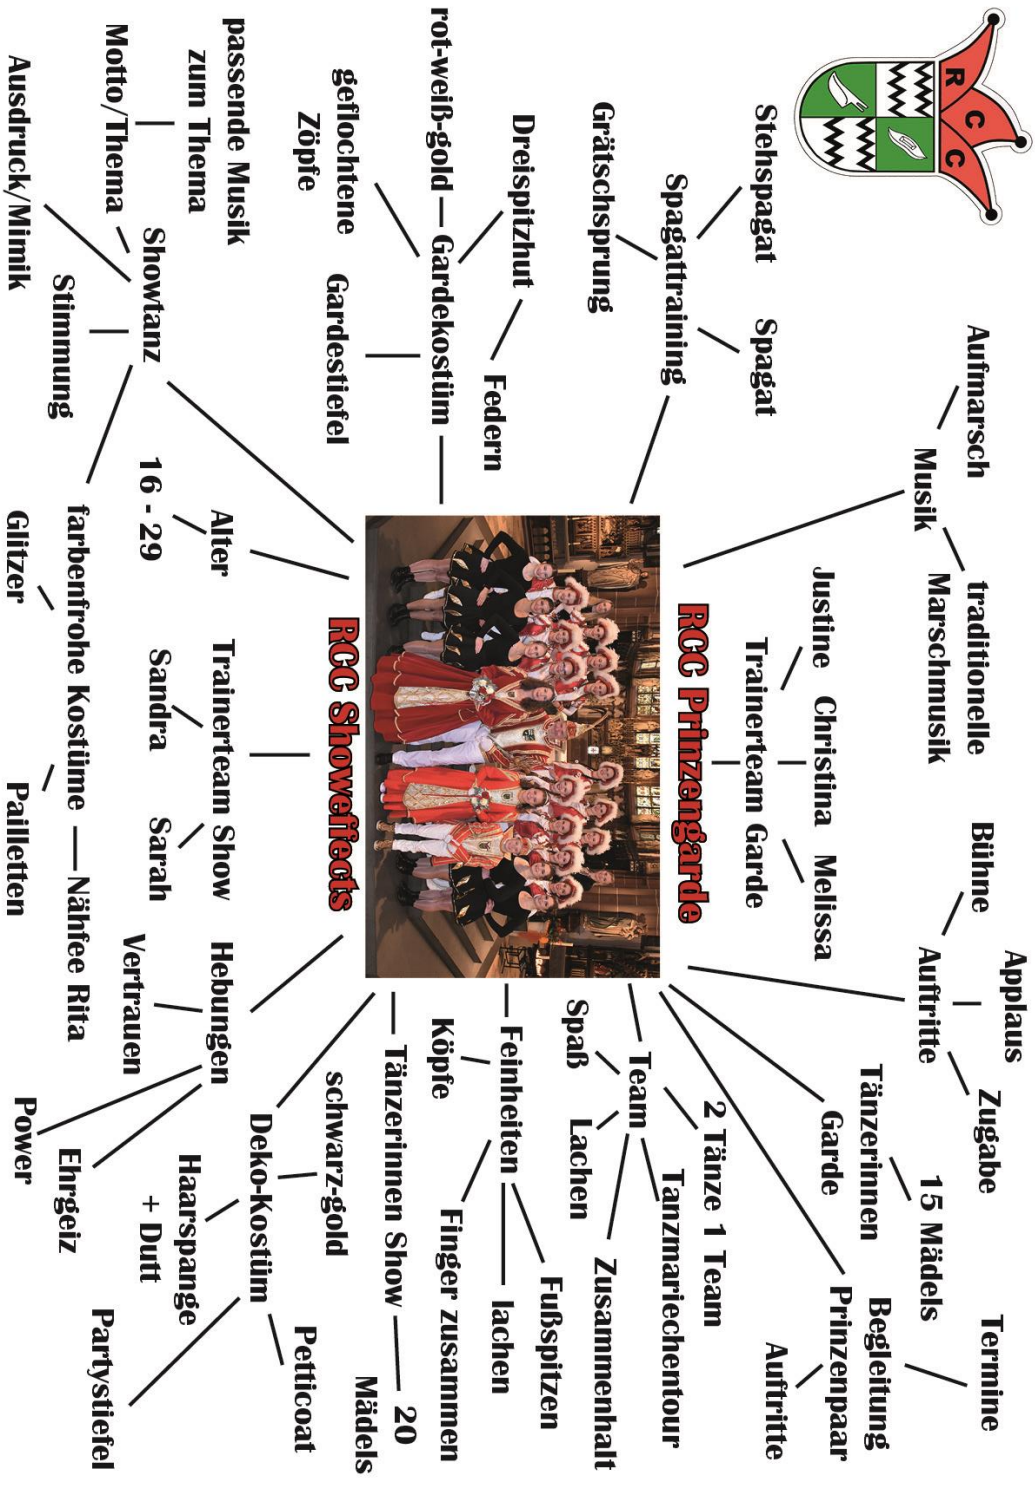 R C C
Aufmarsch
Musik
traditionelle
Marschmusik
Bühne
Applaus
Auftritte
Zugabe
Termine
Begleitung
Prinzenpaar
Auftritte
Tänzerinnen
Garde
15 Mädels
Stehspagat
Spagat
Spagattraining
Grätschsprung
Justine
Christina
Melissa
Trainerteam Garde
RCC Prinzengarde
2 Tänze 1 Team
Tanzmariechentour
Team
Spaß
Lachen
Zusammenhalt
Dreispitzhut
Federn
rot-weiß-gold
Gardekostüm
geflochtene
Zöpfe
Gardestiefel
Feinheiten
Fußspitzen
lachen
Köpfe
Finger zusammen
RCC Showeffects
Tänzerinnen Show
20
Mädels
passende Musik
zum Thema
Motto/Thema
Showtanz
Ausdruck/Mimik
Stimmung
Alter
16 - 29
Trainerteam Show
Sandra
Sarah
Hebungen
Vertrauen
Power
Ehrgeiz
schwarz-gold
Deko-Kostüm
Haarspange
+ Dutt
Petticoat
Partystiefel
farbenfrohe Kostüme
Nähfee Rita
Glitzer
Pailletten